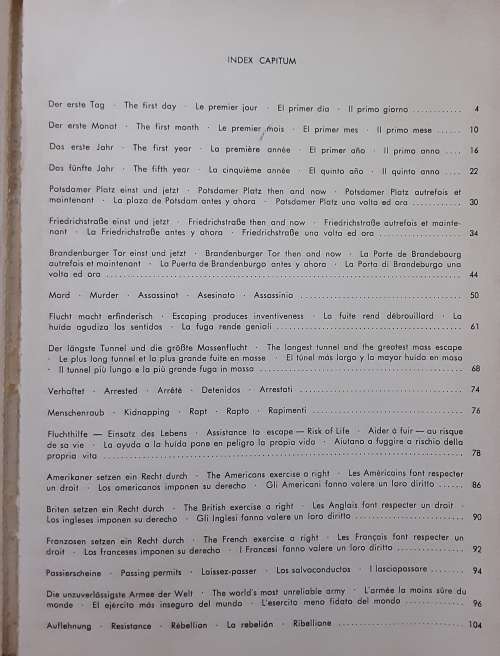 INDEX CAPITUM
Der erste Tag · The first day · Le premier jour · El primer día · Il primo giorno ............ 4
Der erste Monat · The first month · Le premier mois · El primer mes · Il primo mese ...... 10
Das erste Jahr · The first year · La première année · El primer año · Il primo anno .... 16
Das fünfte Jahr · The fifth year · La cinquième année · El quinto año · Il quinto anno .... 22
Potsdamer Platz einst und jetzt · Potsdamer Platz then and now · Potsdamer Platz autrefois et
maintenant · La plaza de Potsdam antes y ahora · Potsdamer Platz una volta ed ora .......... 30
Friedrichstraße einst und jetzt · Friedrichstraße then and now · Friedrichstraße autrefois et mainte-
nant · La Friedrichstraße antes y ahora · Friedrichstraße una volta ed ora .................. 34
Brandenburger Tor einst und jetzt · Brandenburger Tor then and now · La Porte de Brandebourg
autrefois et maintenant · La Puerta de Brandenburgo antes y ahora · La Porta di Brandeburgo una
volta ed ora .................. 44
Mord · Murder · Assassinat · Asesinato · Assassinio .................. 50
Flucht macht erfinderisch · Escaping produces inventiveness · La fuite rend débrouillard · La
huida agudiza los sentidos · La fuga rende geniali .................. 61
Der längste Tunnel und die größte Massenflucht · The longest tunnel and the greatest mass escape
· Le plus long tunnel et la plus grande fuite en masse · El túnel más largo y la mayor huida en masa
· Il tunnel più lungo e la più grande fuga in massa .................. 68
Verhaftet · Arrested · Arrêté · Detenidos · Arrestati .................. 74
Menschenraub · Kidnapping · Rapt · Rapto · Rapimenti .................. 76
Fluchthilfe — Einsatz des Lebens · Assistance to escape — Risk of Life · Aider à fuir — au risque
de sa vie · La ayuda a la huida pone en peligro la propia vida · Aiutano a fuggire a rischio della
propria vita .................. 78
Amerikaner setzen ein Recht durch · The Americans exercise a right · Les Américains font respecter
un droit · Los americanos imponen su derecho · Gli Americani fanno valere un loro diritto ...... 86
Briten setzen ein Recht durch · The British exercise a right · Les Anglais font respecter un droit ·
Los ingleses imponen su derecho · Gli Inglesi fanno valere un loro diritto .................. 90
Franzosen setzen ein Recht durch · The French exercise a right · Les Français font respecter un
droit · Los franceses imponen su derecho · I Francesi fanno valere un loro diritto .................. 92
Passierscheine · Passing permits · Laissez-passer · Los salvoconductos · I lasciapassare .......... 94
Die unzuverlässigste Armee der Welt · The world's most unreliable army · L'armée la moins sûre du
monde · El ejército más inseguro del mundo · L'esercito meno fidato del mondo .............. 96
Auflehnung · Resistance · Rébellion · La rebelión · Ribellione .................. 104